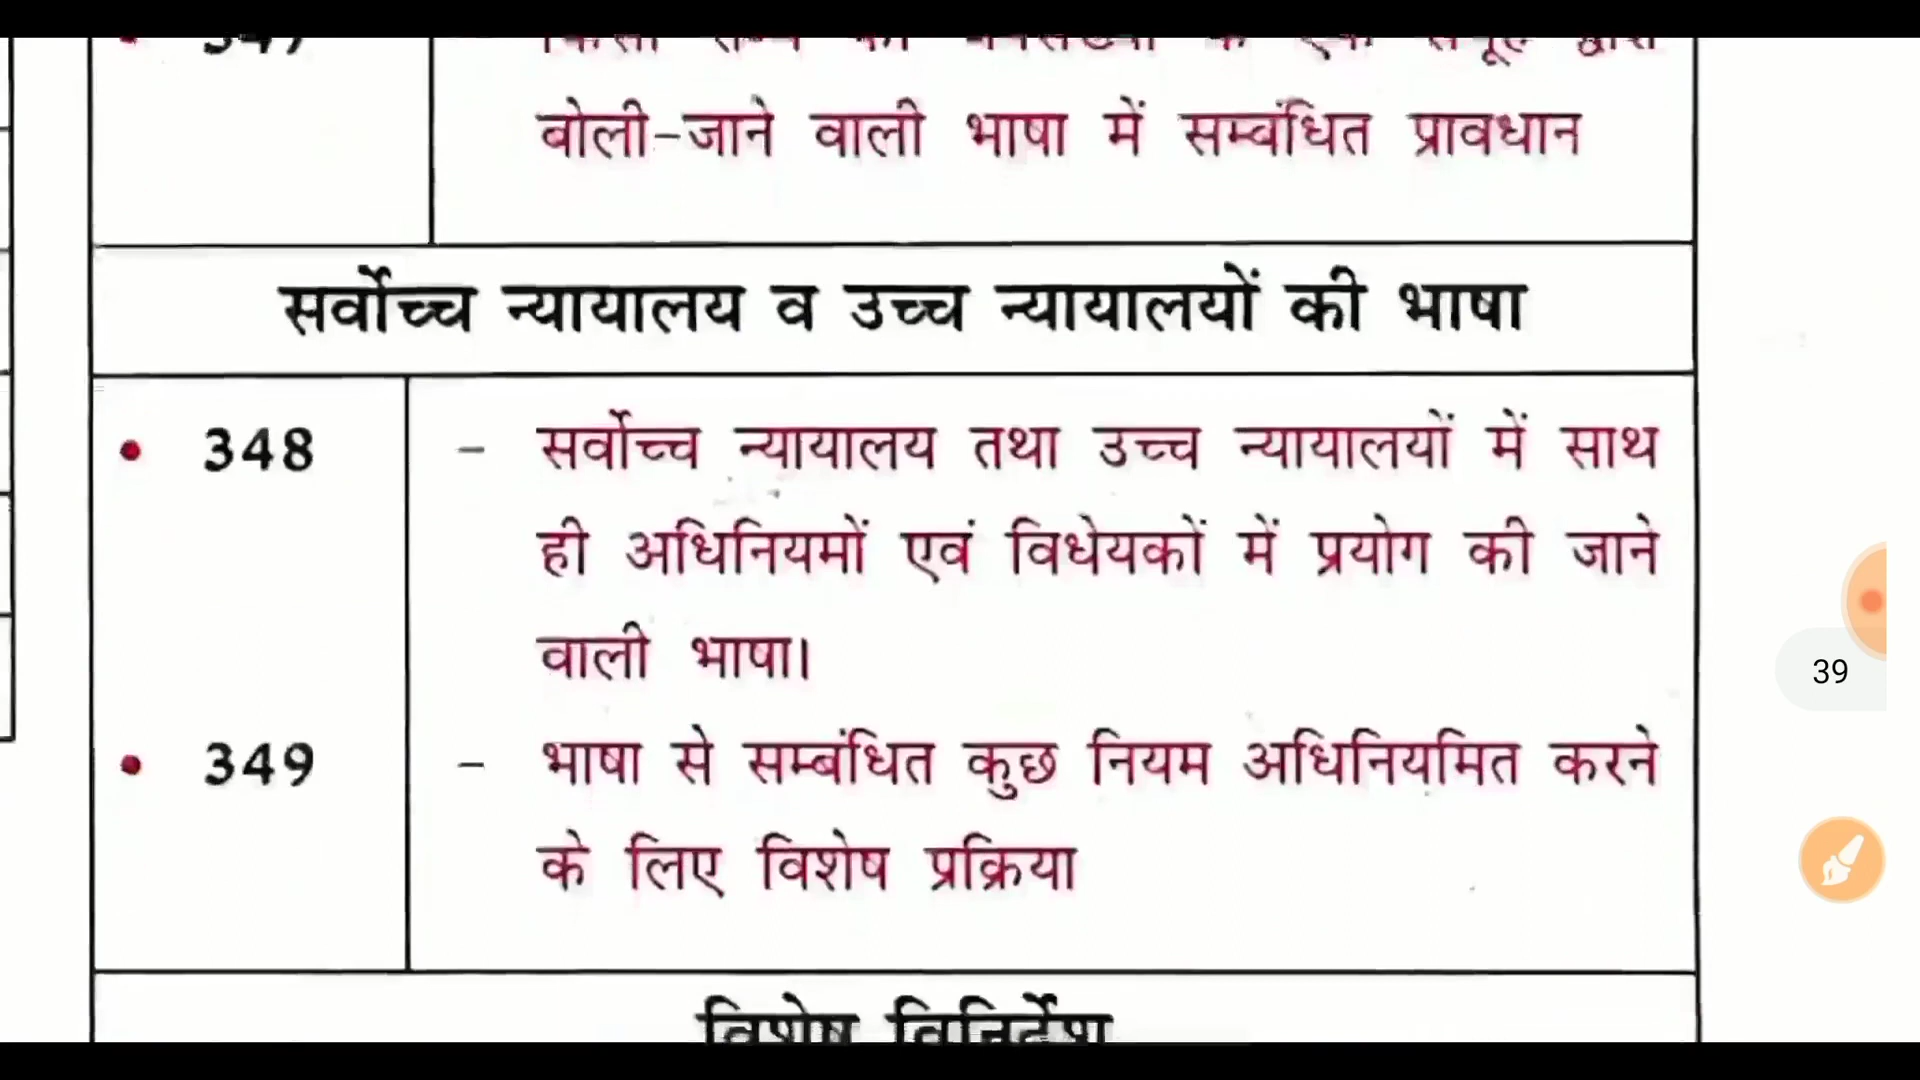 बोली-जाने वाली भाषा में सम्बंधित प्रावधान
सर्वोच्च न्यायालय व उच्च न्यायालयों की भाषा
• 348 - सर्वोच्च न्यायालय तथा उच्च न्यायालयों में साथ
ही अधिनियमों एवं विधेयकों में प्रयोग की जाने
वाली भाषा।
39
• 349 - भाषा से सम्बंधित कुछ नियम अधिनियमित करने
के लिए विशेष प्रक्रिया
विशेष विनिर्देश